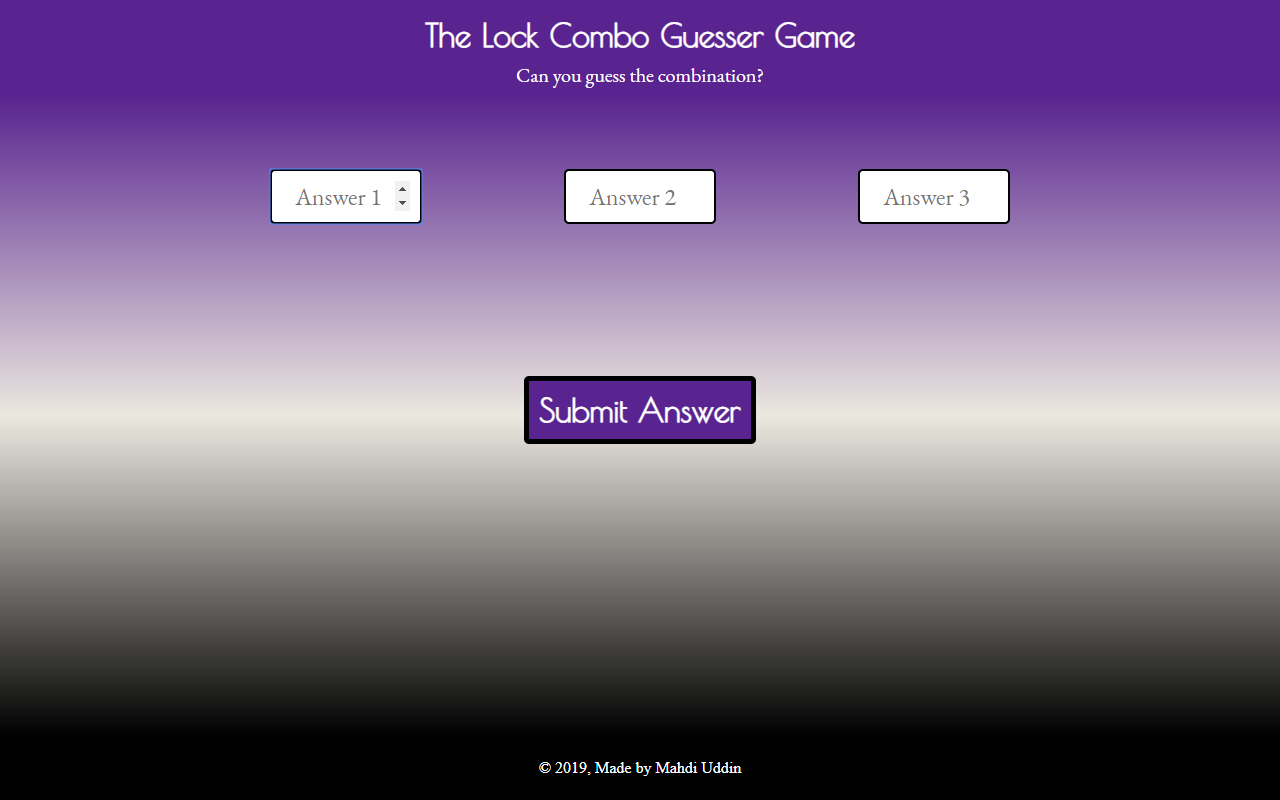 The Lock Combo Guesser Game
Can you guess the combination?
Answer 1 Answer 2 Answer 3
Submit Answer
© 2019, Made by Mahdi Uddin